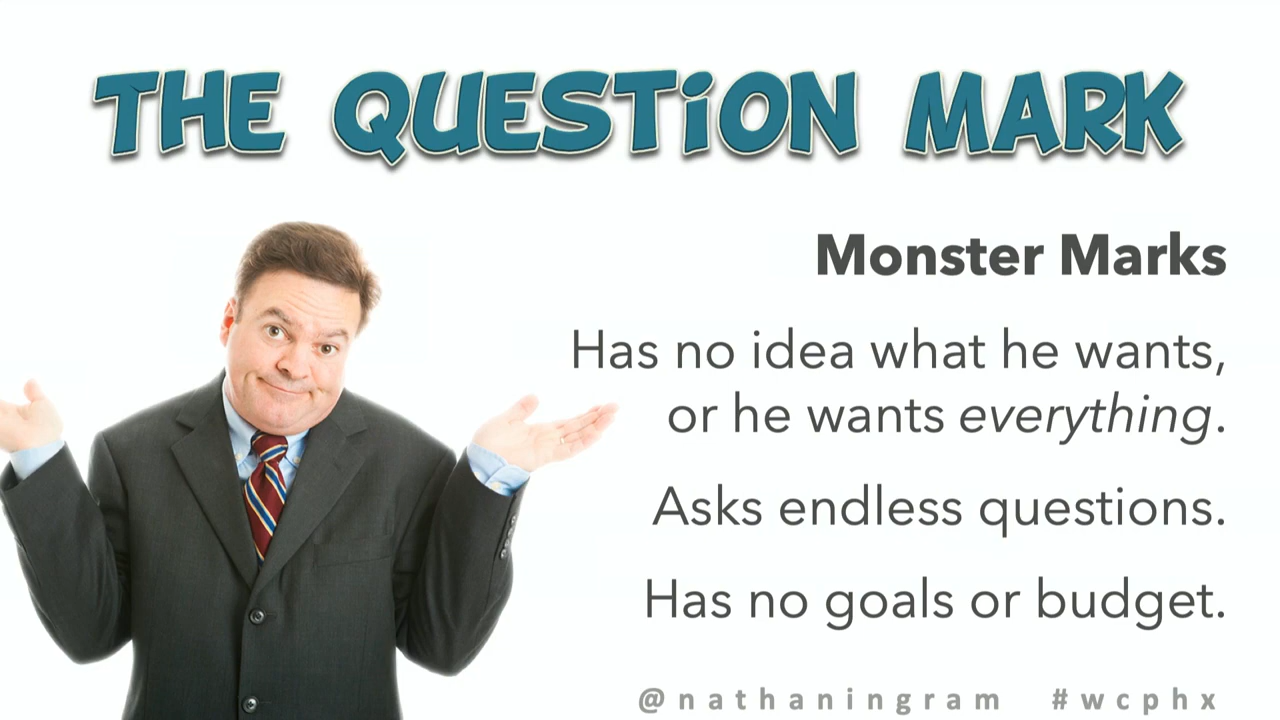 THE QUESTiON MARK
Monster Marks
Has no idea what he wants,
or he wants everything.
Asks endless questions.
Has no goals or budget.
@nathaningram #wcphx